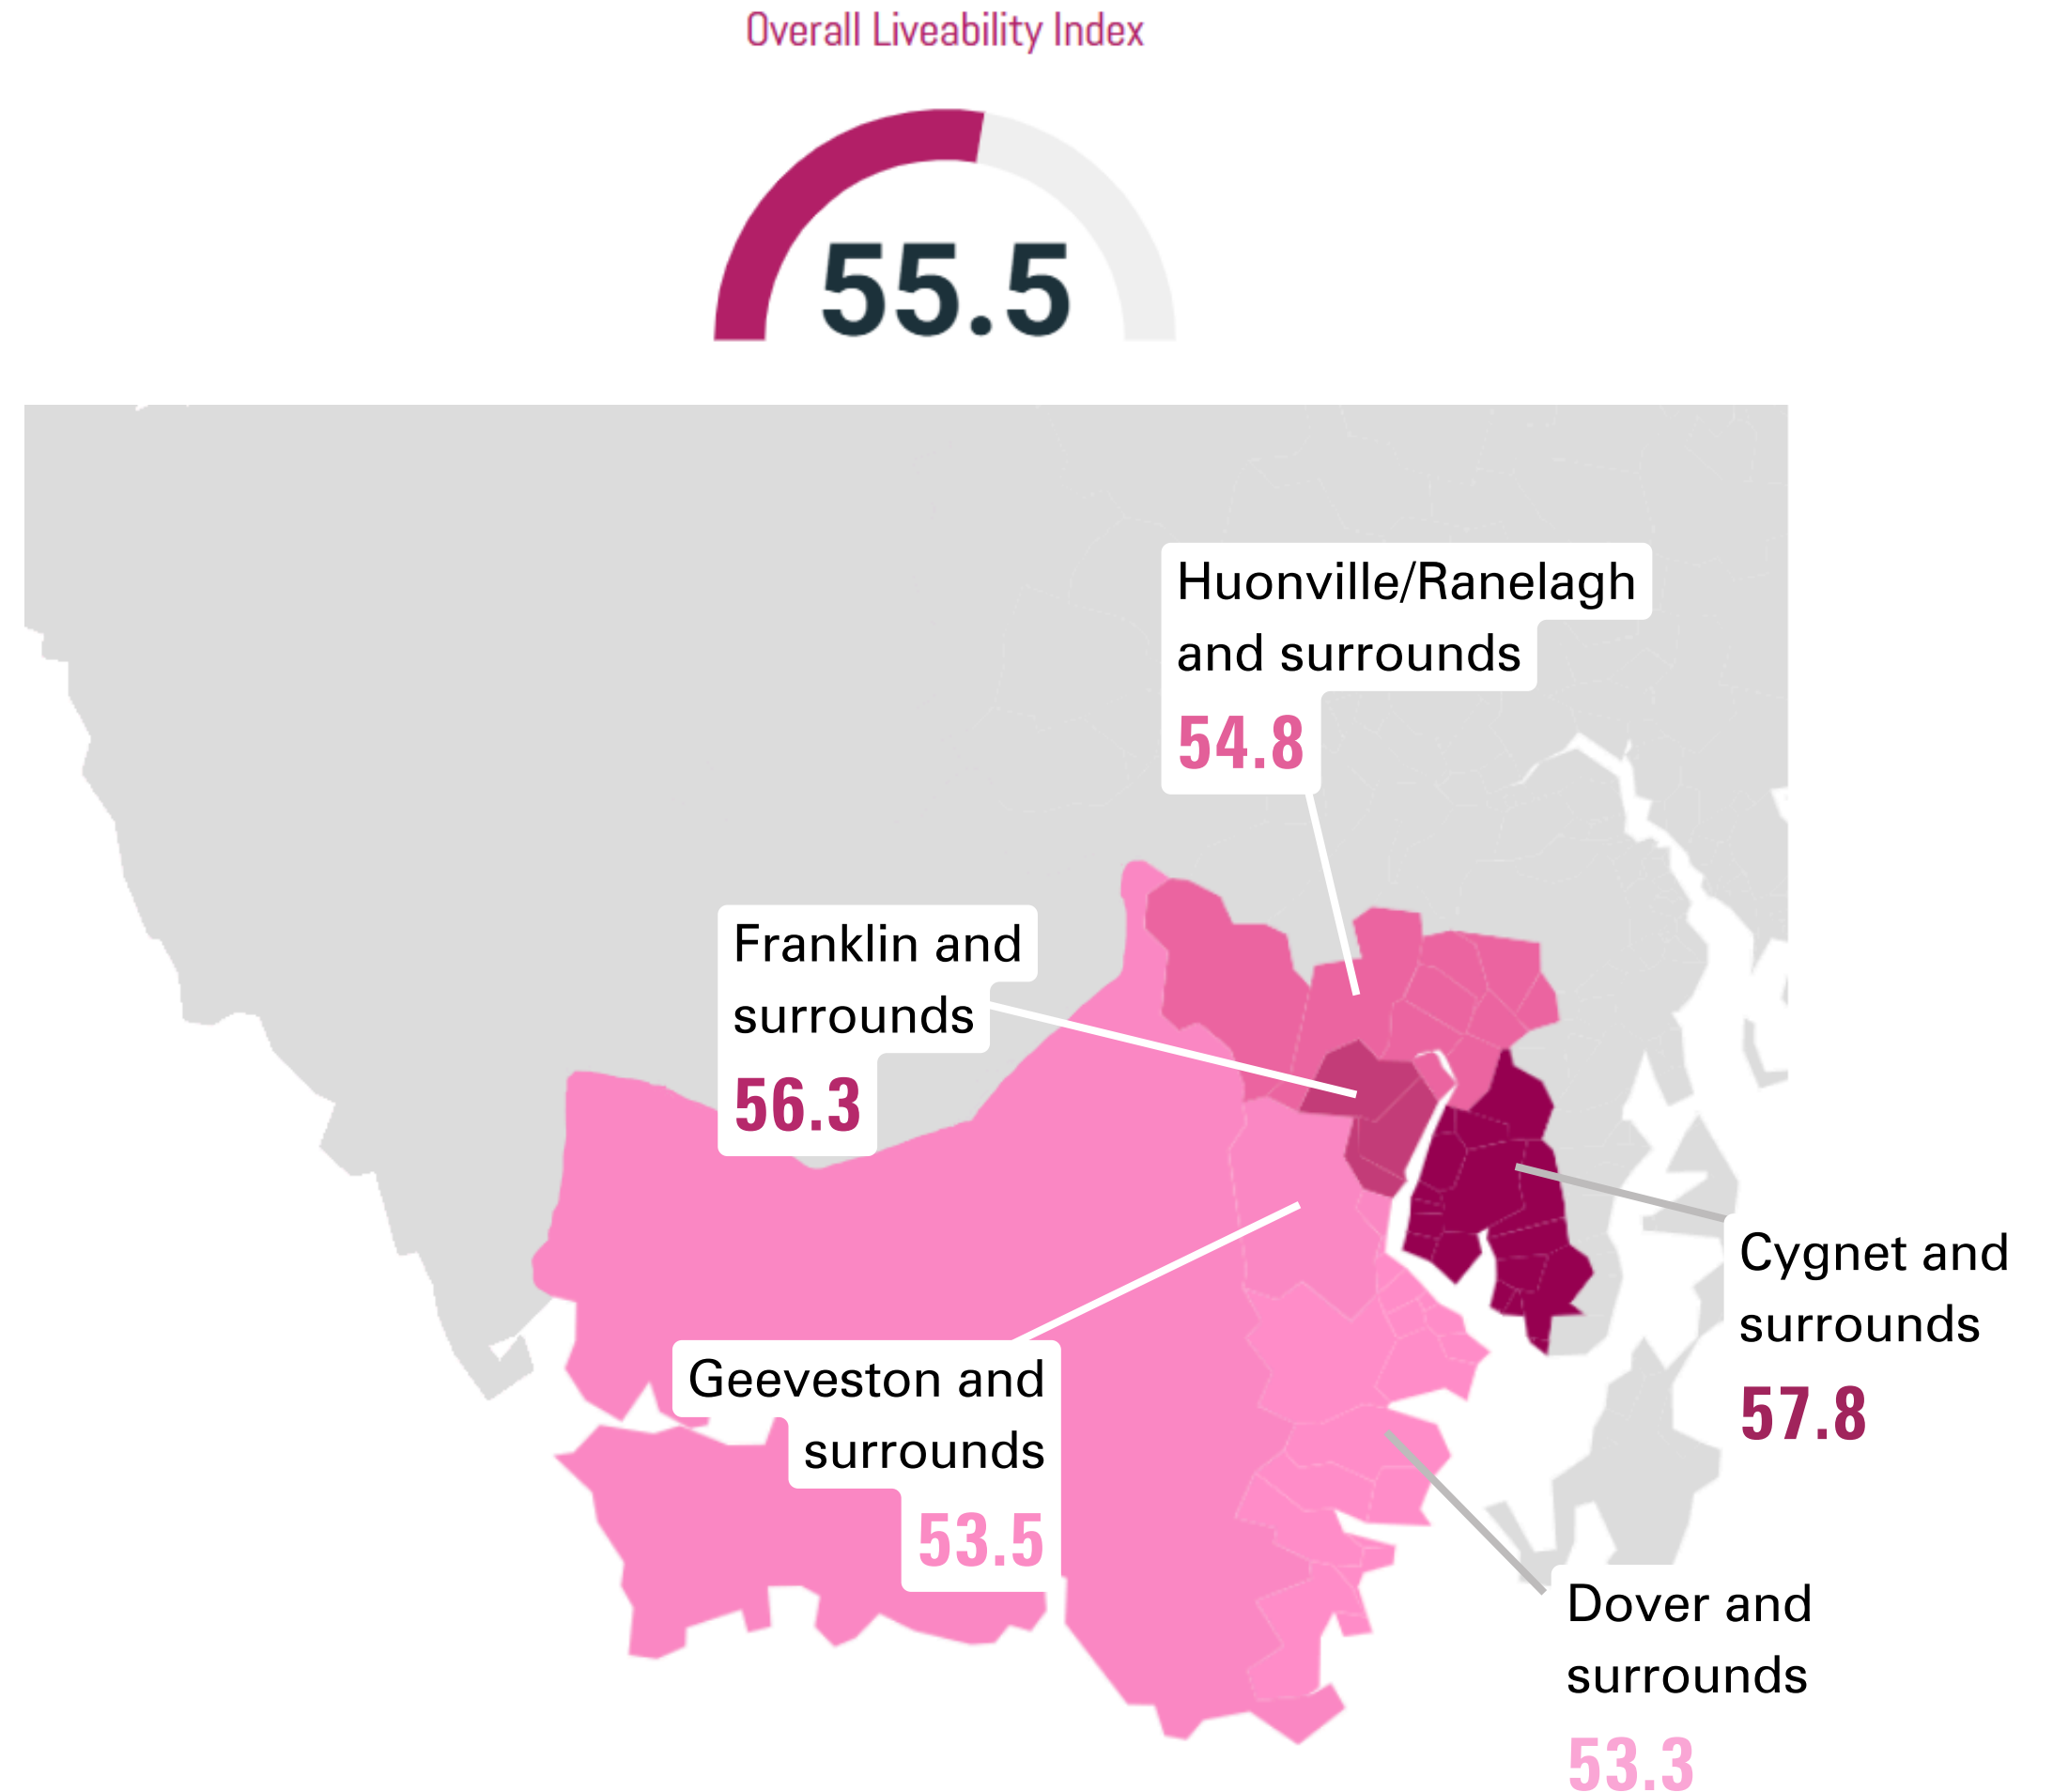 Overall Liveability Index
55.5
Huonville/Ranelagh
and surrounds
54.8
Franklin and
surrounds
56.3
Cygnet and
surrounds
57.8
Geeveston and
surrounds
53.5
Dover and
surrounds
53.3